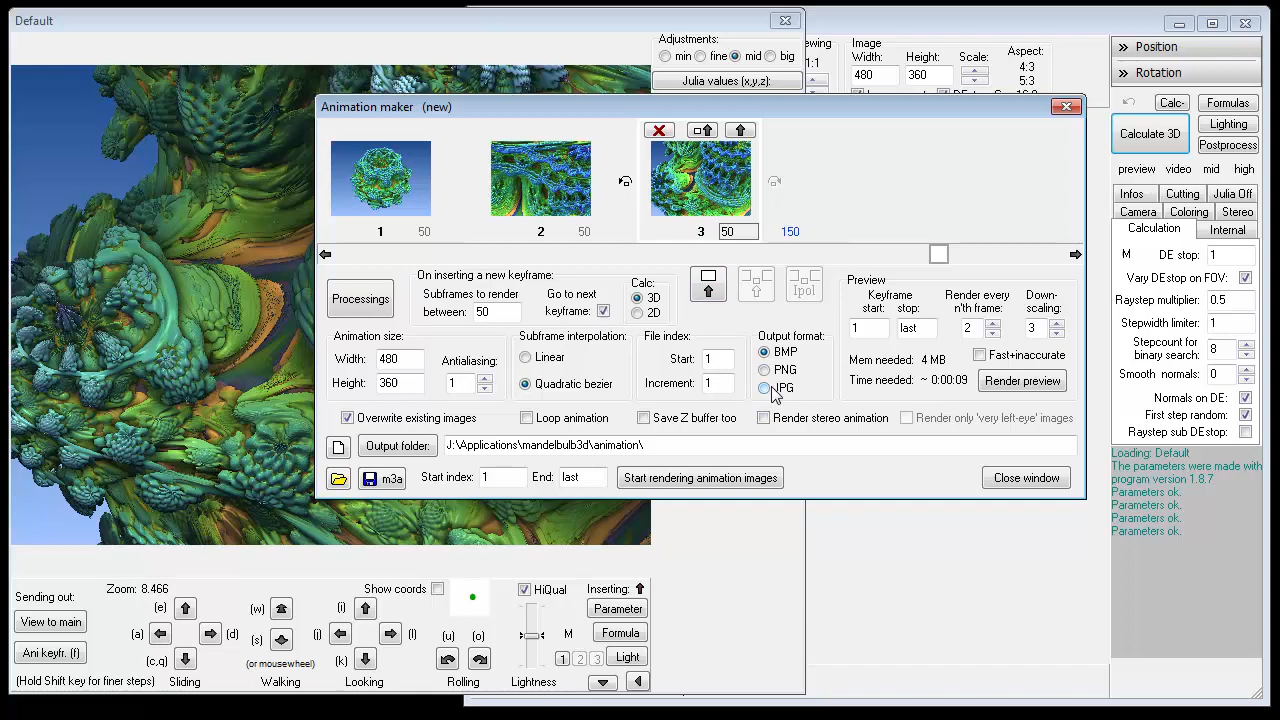 Default
Adjustments:
min fine mid big
Julia values (x,y,z):
ewing
1:1
Image
Width: Height: Scale: Aspect:
480 360
4:3
5:3
Position
Rotation
Calc-
Formulas
Calculate 3D
Lighting
Postprocess
preview video mid high
Infos Cutting Julia Off
Camera Coloring Stereo
Calculation Internal
M DE stop: 1
Vary DEstop on FOV:
Raystep multiplier: 0.5
Stepwidth limiter: 1
Stepcount for
binary search: 8
Smooth normals: 0
Normals on DE:
First step random:
Raystep sub DEstop:
Loading: Default
The parameters were made with
program version 1.8.7
Parameters ok.
Parameters ok.
Parameters ok.
Parameters ok.
Animation maker (new)
1 50 2 50 3 50 150
Processings
On inserting a new keyframe:
Subframes to render
between: 50
Go to next
keyframe:
Calc:
3D
2D
Ipol
Preview
Keyframe
start: stop:
Render every
n'th frame:
Down-
scaling:
1 last 2 3
Mem needed: 4 MB
Fast+inaccurate
Time needed: ~ 0:00:09
Render preview
Animation size:
Width: 480
Height: 360
Antialiasing:
1
Subframe interpolation:
Linear
Quadratic bezier
File index:
Start: 1
Increment: 1
Output format:
BMP
PNG
JPG
Overwrite existing images
Loop animation
Save Z buffer too
Render stereo animation
Render only 'very left-eye' images
Output folder: J:\Applications\mandelbulb3d\animation\
m3a
Start index: 1 End: last
Start rendering animation images
Close window
Sending out:
View to main
Ani keyfr. (f)
(Hold Shift key for finer steps)
Zoom: 8.466
(e)
(a) (d)
(c,q)
Sliding
(w)
(s)
(or mousewheel)
Walking
Show coords
(i)
(j) (l)
(k)
Looking
(u) (o)
Rolling
HiQual
M
Lightness
Inserting:
Parameter
Formula
1 2 3 Light